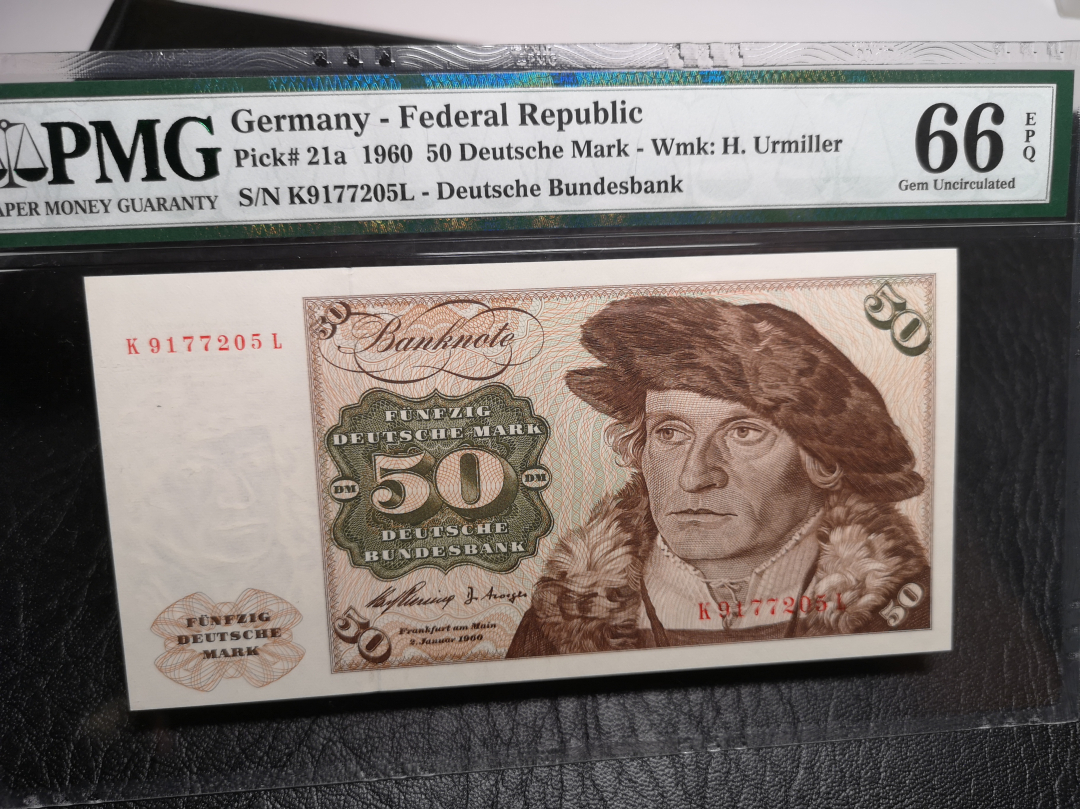 PMG
APER MONEY GUARANTY
Germany - Federal Republic
Pick# 21a 1960 50 Deutsche Mark - Wmk: H. Urmiller
S/N K9177205L - Deutsche Bundesbank
66
EPQ
Gem Uncirculated
K9177205L
50
Banknote
50
FÜNFZIG
DEUTSCHE MARK
DM 50 DM
DEUTSCHE
BUNDESBANK
Frankfurt am Main
2. Januar 1960
50
FÜNFZIG
DEUTSCHE
MARK
K9177205L
50